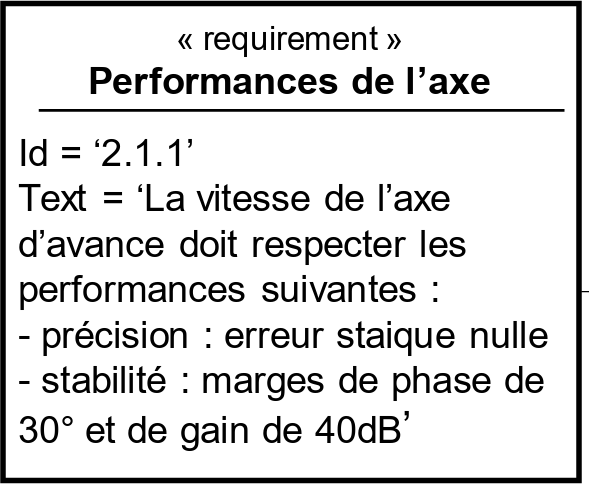 « requirement »
Performances de l’axe
Id = ‘2.1.1’
Text = ‘La vitesse de l’axe
d’avance doit respecter les
performances suivantes :
- précision : erreur staique nulle
- stabilité : marges de phase de
30° et de gain de 40dB’